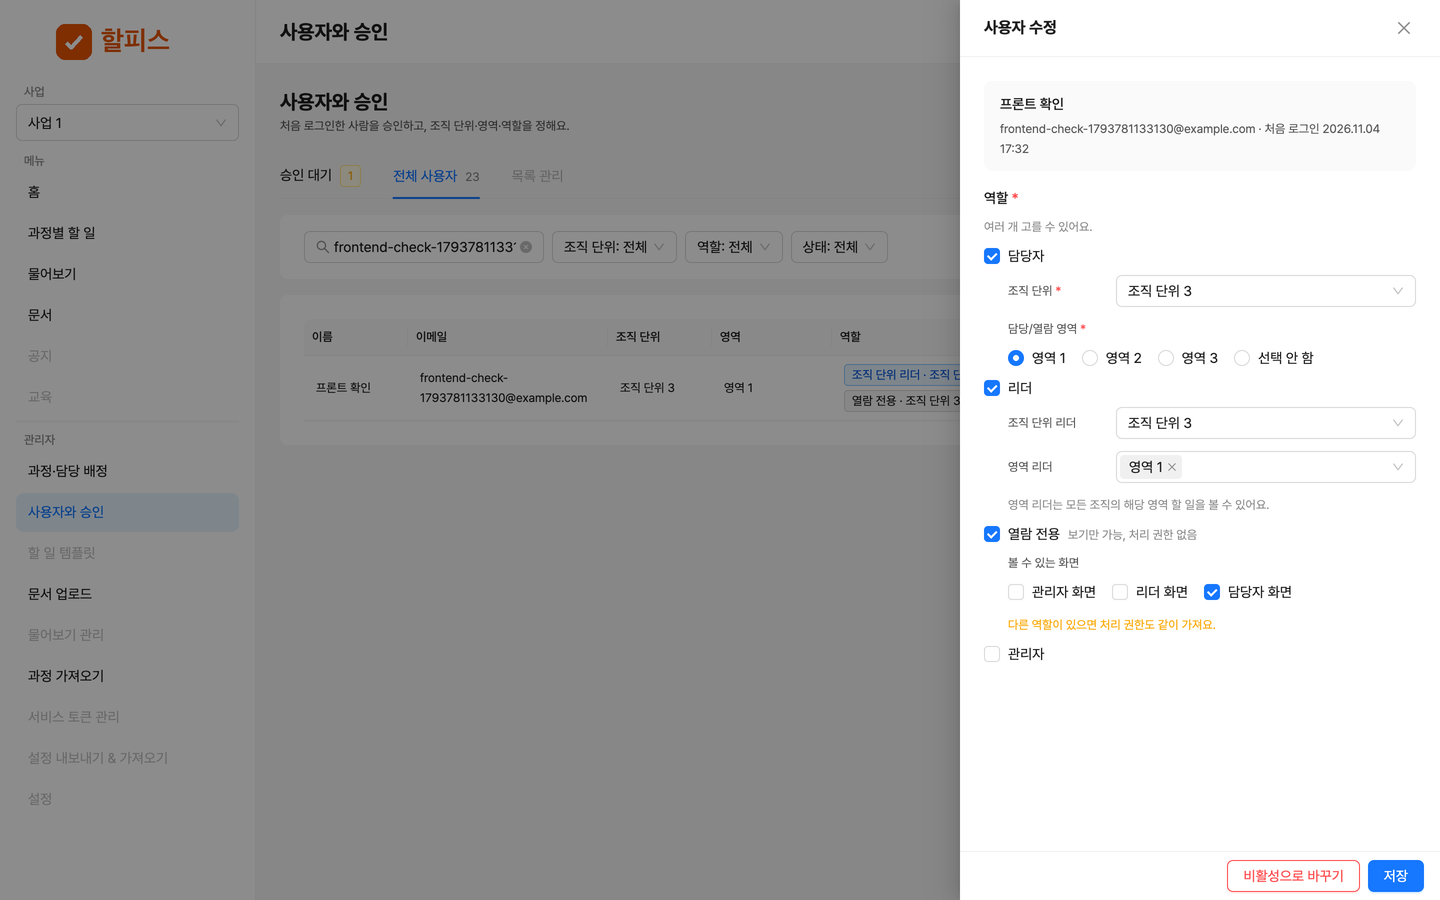 할피스
사업
사업 1
메뉴
홈
과정별 할 일
물어보기
문서
공지
교육
관리자
과정·담당 배정
사용자와 승인
할 일 템플릿
문서 업로드
물어보기 관리
과정 가져오기
서비스 토큰 관리
설정 내보내기 & 가져오기
설정
사용자와 승인
사용자와 승인
처음 로그인한 사람을 승인하고, 조직 단위·영역·역할을 정해요.
승인 대기 1 전체 사용자 23 목록 관리
frontend-check-1793781133 조직 단위: 전체 역할: 전체 상태: 전체
이름 이메일 조직 단위 영역 역할
프론트 확인 frontend-check-1793781133130@example.com 조직 단위 3 영역 1
조직 단위 리더 · 조직 단
열람 전용 · 조직 단위 3
사용자 수정
프론트 확인
frontend-check-1793781133130@example.com · 처음 로그인 2026.11.04
17:32
역할 *
여러 개 고를 수 있어요.
담당자
조직 단위 * 조직 단위 3
담당/열람 영역 *
영역 1 영역 2 영역 3 선택 안 함
리더
조직 단위 리더 조직 단위 3
영역 리더 영역 1
영역 리더는 모든 조직의 해당 영역 할 일을 볼 수 있어요.
열람 전용 보기만 가능, 처리 권한 없음
볼 수 있는 화면
관리자 화면 리더 화면 담당자 화면
다른 역할이 있으면 처리 권한도 같이 가져요.
관리자
비활성으로 바꾸기 저장